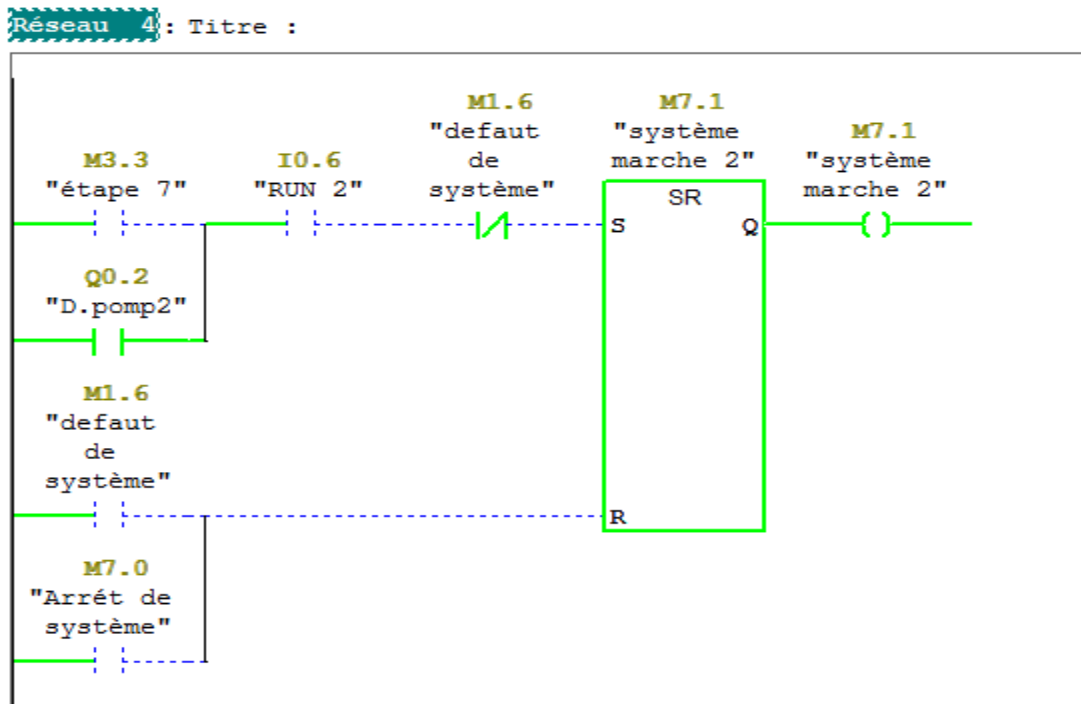 Réseau 4: Titre :
M3.3
"étape 7"
I0.6
"RUN 2"
M1.6
"defaut
de
système"
M7.1
"système
marche 2"
SR
S
Q
R
M7.1
"système
marche 2"
Q0.2
"D.pomp2"
M1.6
"defaut
de
système"
M7.0
"Arrét de
système"